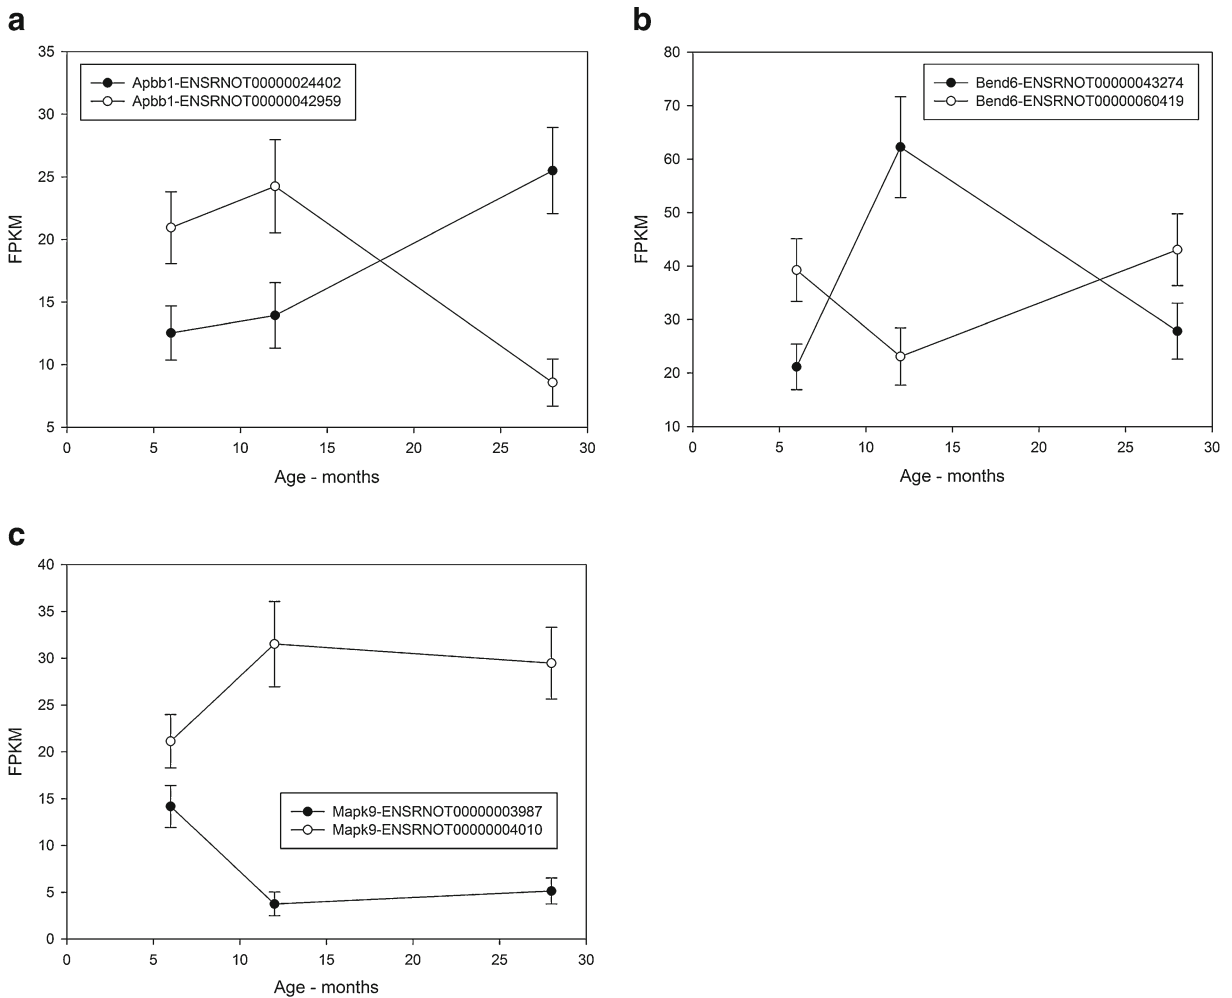 a
35
30
25
20
15
10
5
FPKM
Apbb1-ENSRNOT00000024402
Apbb1-ENSRNOT00000042959
0 5 10 15 20 25 30
Age - months
b
80
70
60
50
40
30
20
10
FPKM
Bend6-ENSRNOT00000043274
Bend6-ENSRNOT00000060419
0 5 10 15 20 25 30
Age - months
c
40
35
30
25
20
15
10
5
0
FPKM
Mapk9-ENSRNOT00000003987
Mapk9-ENSRNOT00000004010
0 5 10 15 20 25 30
Age - months